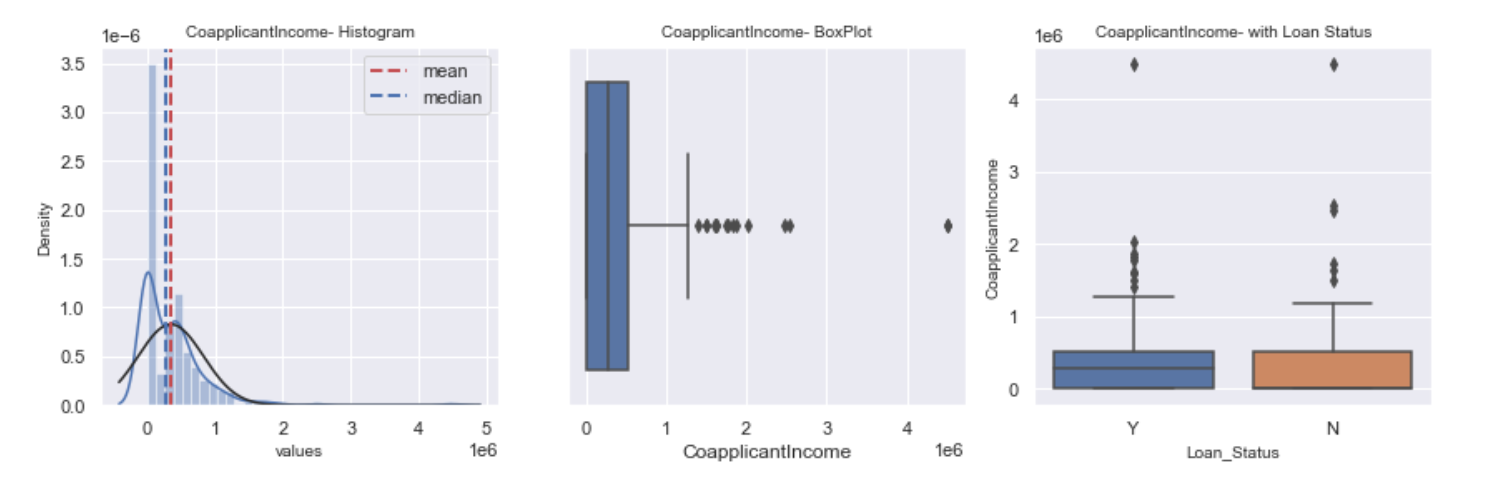 CoapplicantIncome- Histogram
1e−6
mean
median
3.5
3.0
2.5
2.0
1.5
1.0
0.5
0.0
Density
0 1 2 3 4 5
1e6
values
CoapplicantIncome- BoxPlot
0 1 2 3 4
1e6
CoapplicantIncome
CoapplicantIncome- with Loan Status
1e6
4
3
2
1
0
CoapplicantIncome
Y N
Loan_Status